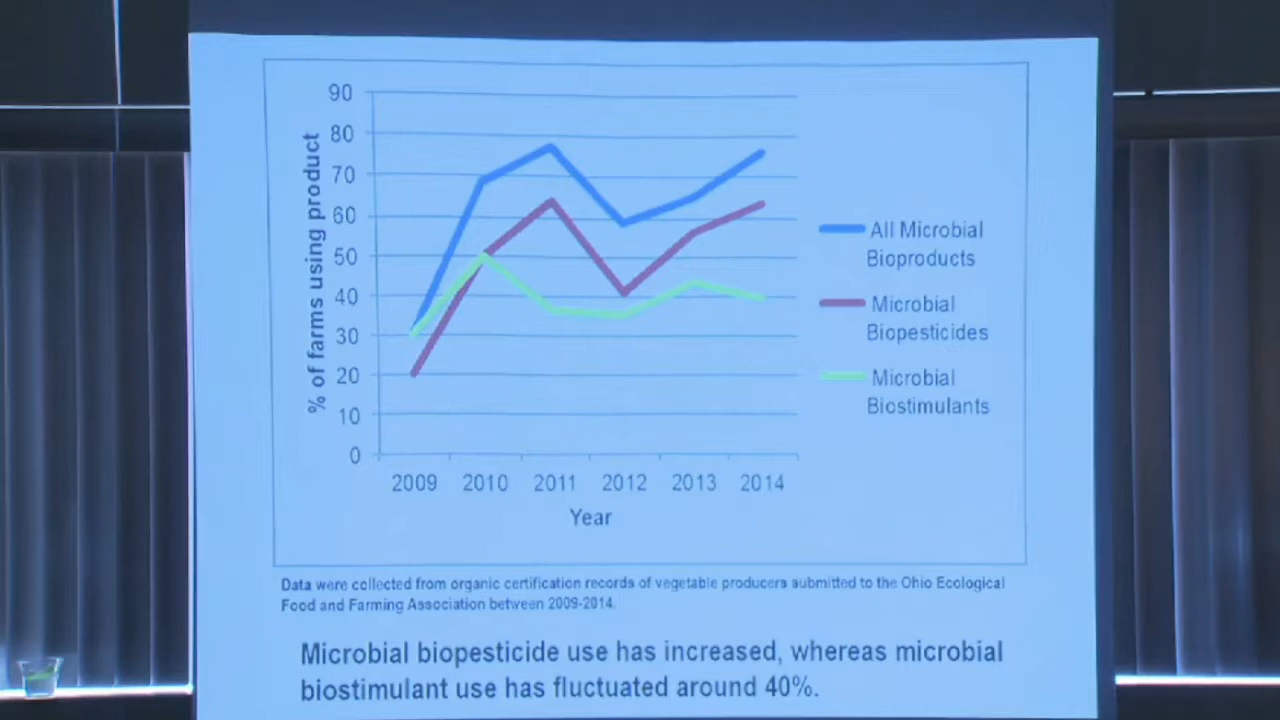 90
80
70
60
50
40
30
20
10
0
% of farms using product
2009 2010 2011 2012 2013 2014
Year
All Microbial
Bioproducts
Microbial
Biopesticides
Microbial
Biostimulants
Data were collected from organic certification records of vegetable producers submitted to the Ohio Ecological
Food and Farming Association between 2009-2014.
Microbial biopesticide use has increased, whereas microbial
biostimulant use has fluctuated around 40%.